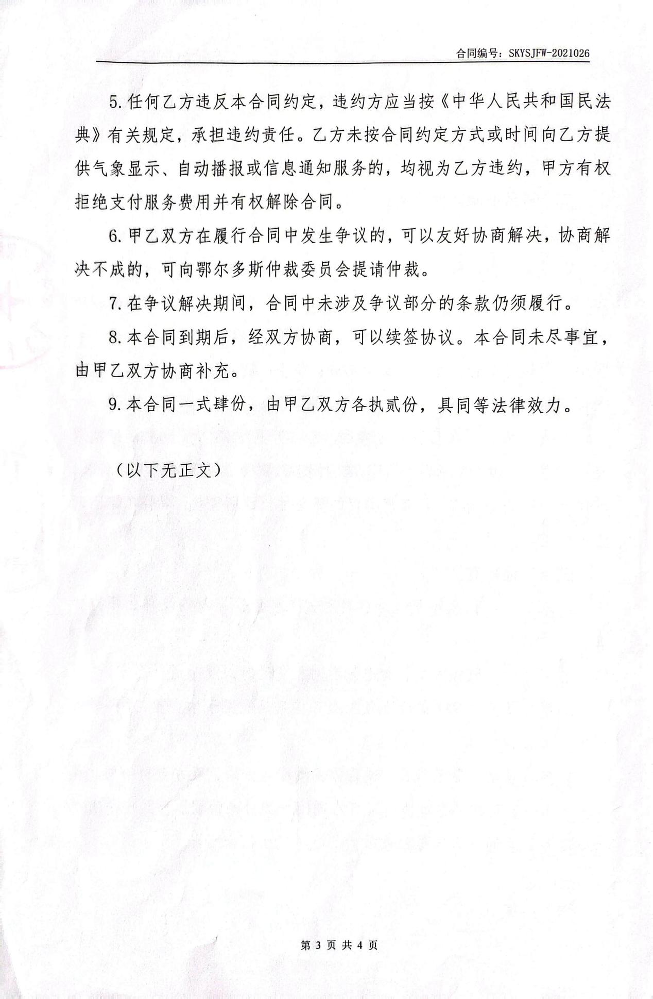 合同编号：SKYSJFW-2021026
5.任何乙方违反本合同约定，违约方应当按《中华人民共和国民法
典》有关规定，承担违约责任。乙方未按合同约定方式或时间向乙方提
供气象显示、自动播报或信息通知服务的，均视为乙方违约，甲方有权
拒绝支付服务费用并有权解除合同。
6.甲乙双方在履行合同中发生争议的，可以友好协商解决，协商解
决不成的，可向鄂尔多斯仲裁委员会提请仲裁。
7.在争议解决期间，合同中未涉及争议部分的条款仍须履行。
8.本合同到期后，经双方协商，可以续签协议。本合同未尽事宜，
由甲乙双方协商补充。
9.本合同一式肆份，由甲乙双方各执贰份，具同等法律效力。
（以下无正文）
第 3 页 共 4 页